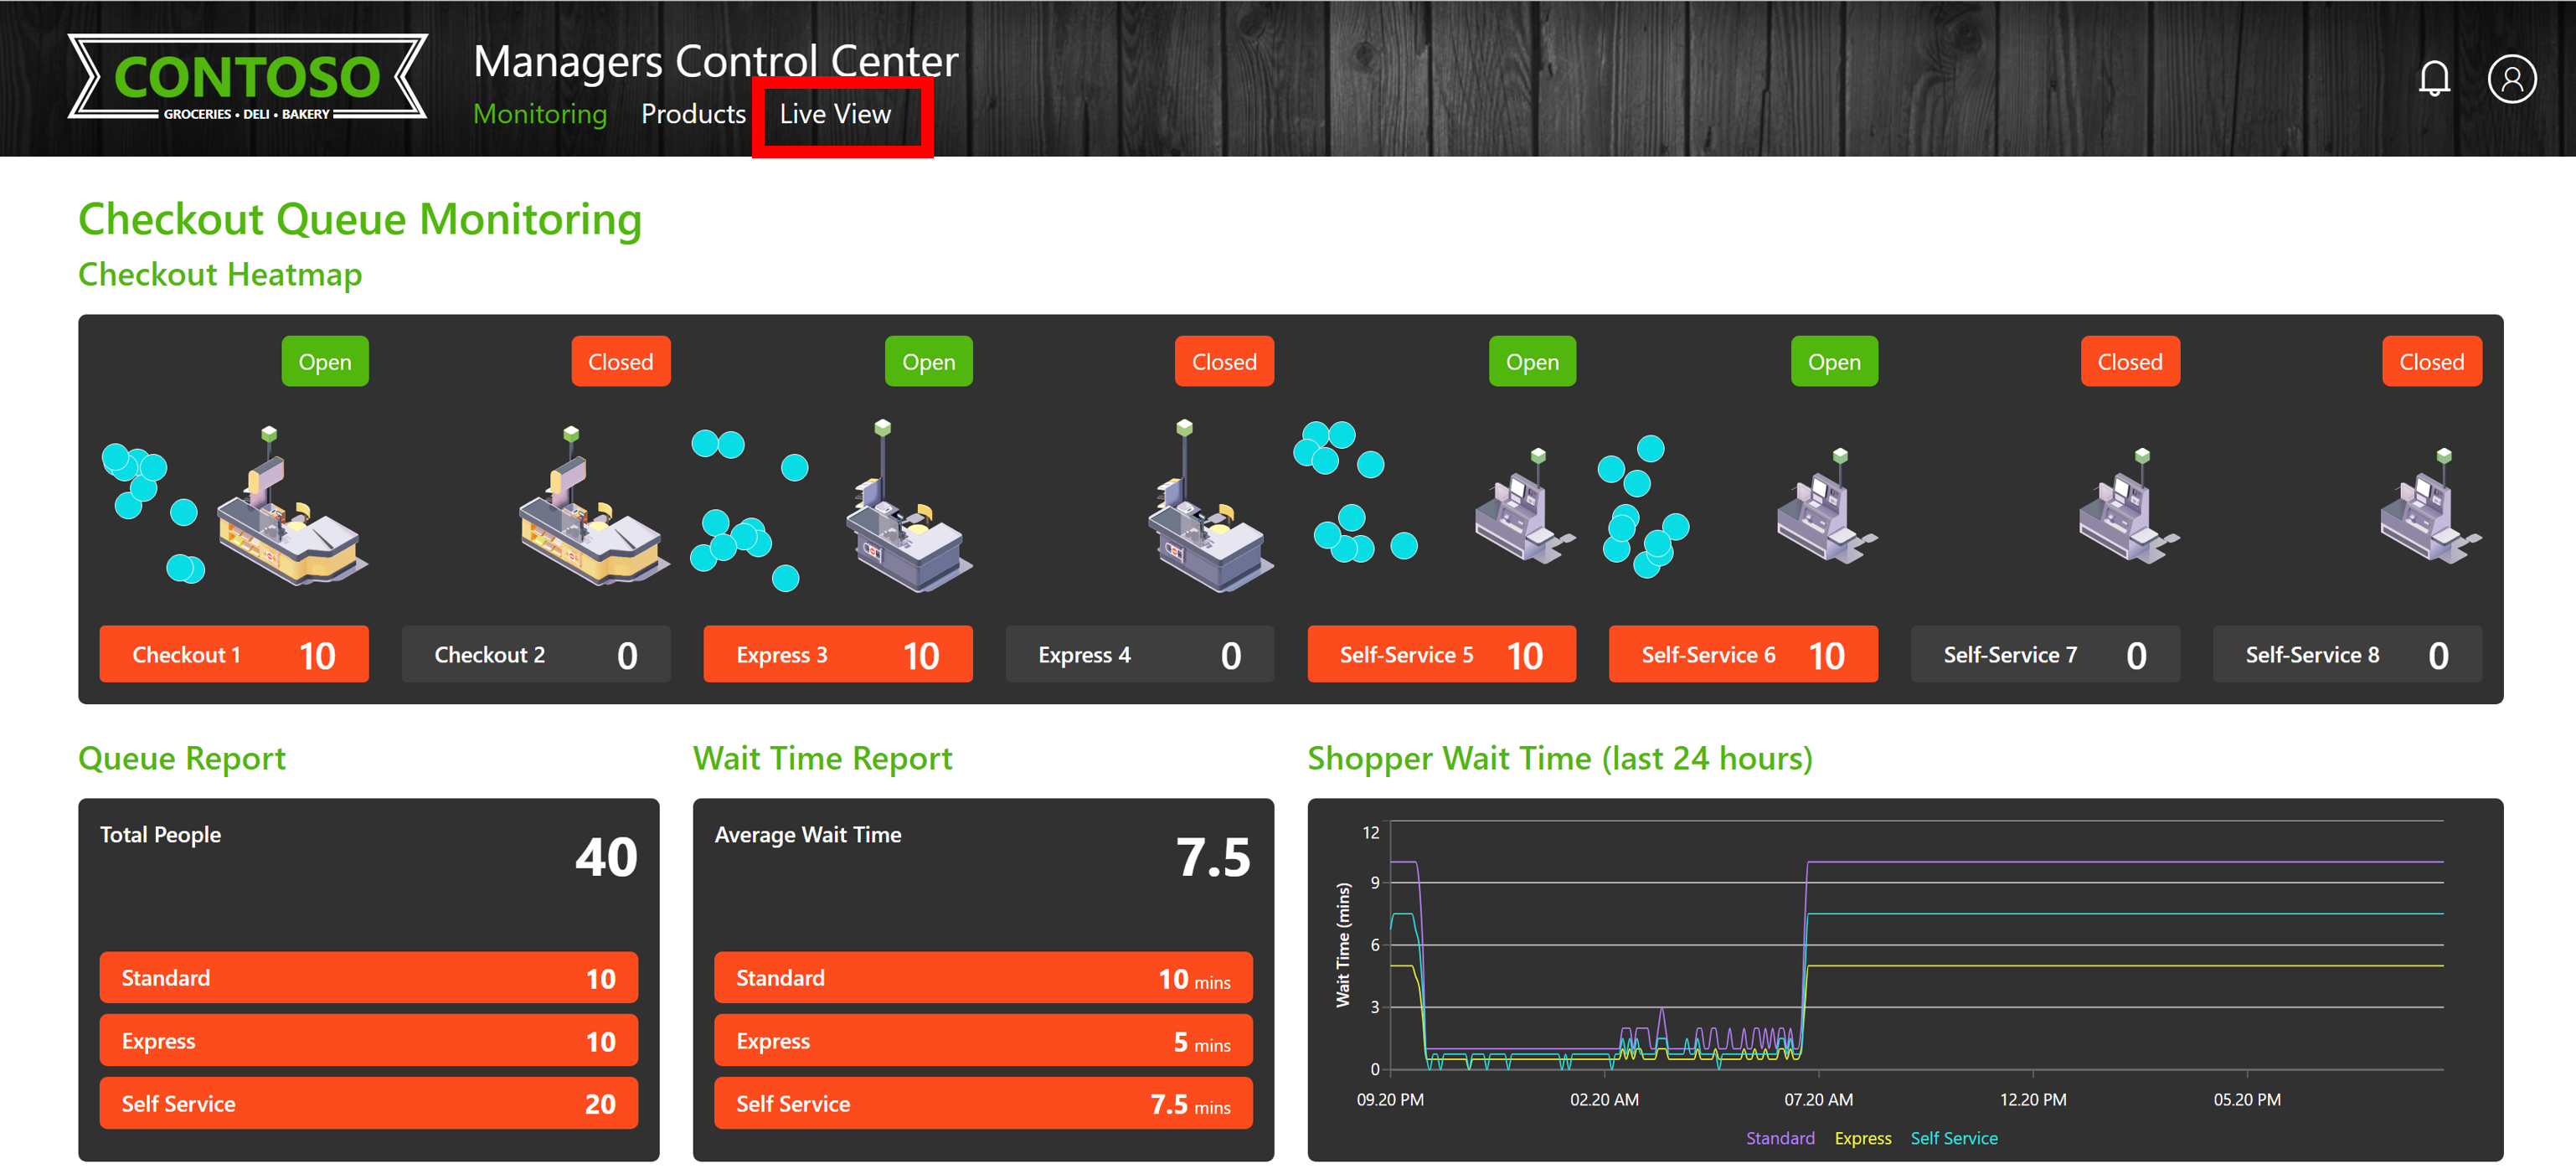 CONTOSO
GROCERIES • DELI • BAKERY
Managers Control Center
Monitoring Products Live View
Checkout Queue Monitoring
Checkout Heatmap
Open Closed Open Closed Open Open Closed Closed
Checkout 1 10 Checkout 2 0 Express 3 10 Express 4 0 Self-Service 5 10 Self-Service 6 10 Self-Service 7 0 Self-Service 8 0
Queue Report
Total People
40
Standard 10
Express 10
Self Service 20
Wait Time Report
Average Wait Time
7.5
Standard 10 mins
Express 5 mins
Self Service 7.5 mins
Shopper Wait Time (last 24 hours)
Wait Time (mins)
12
9
6
3
0
09.20 PM 02.20 AM 07.20 AM 12.20 PM 05.20 PM
Standard Express Self Service